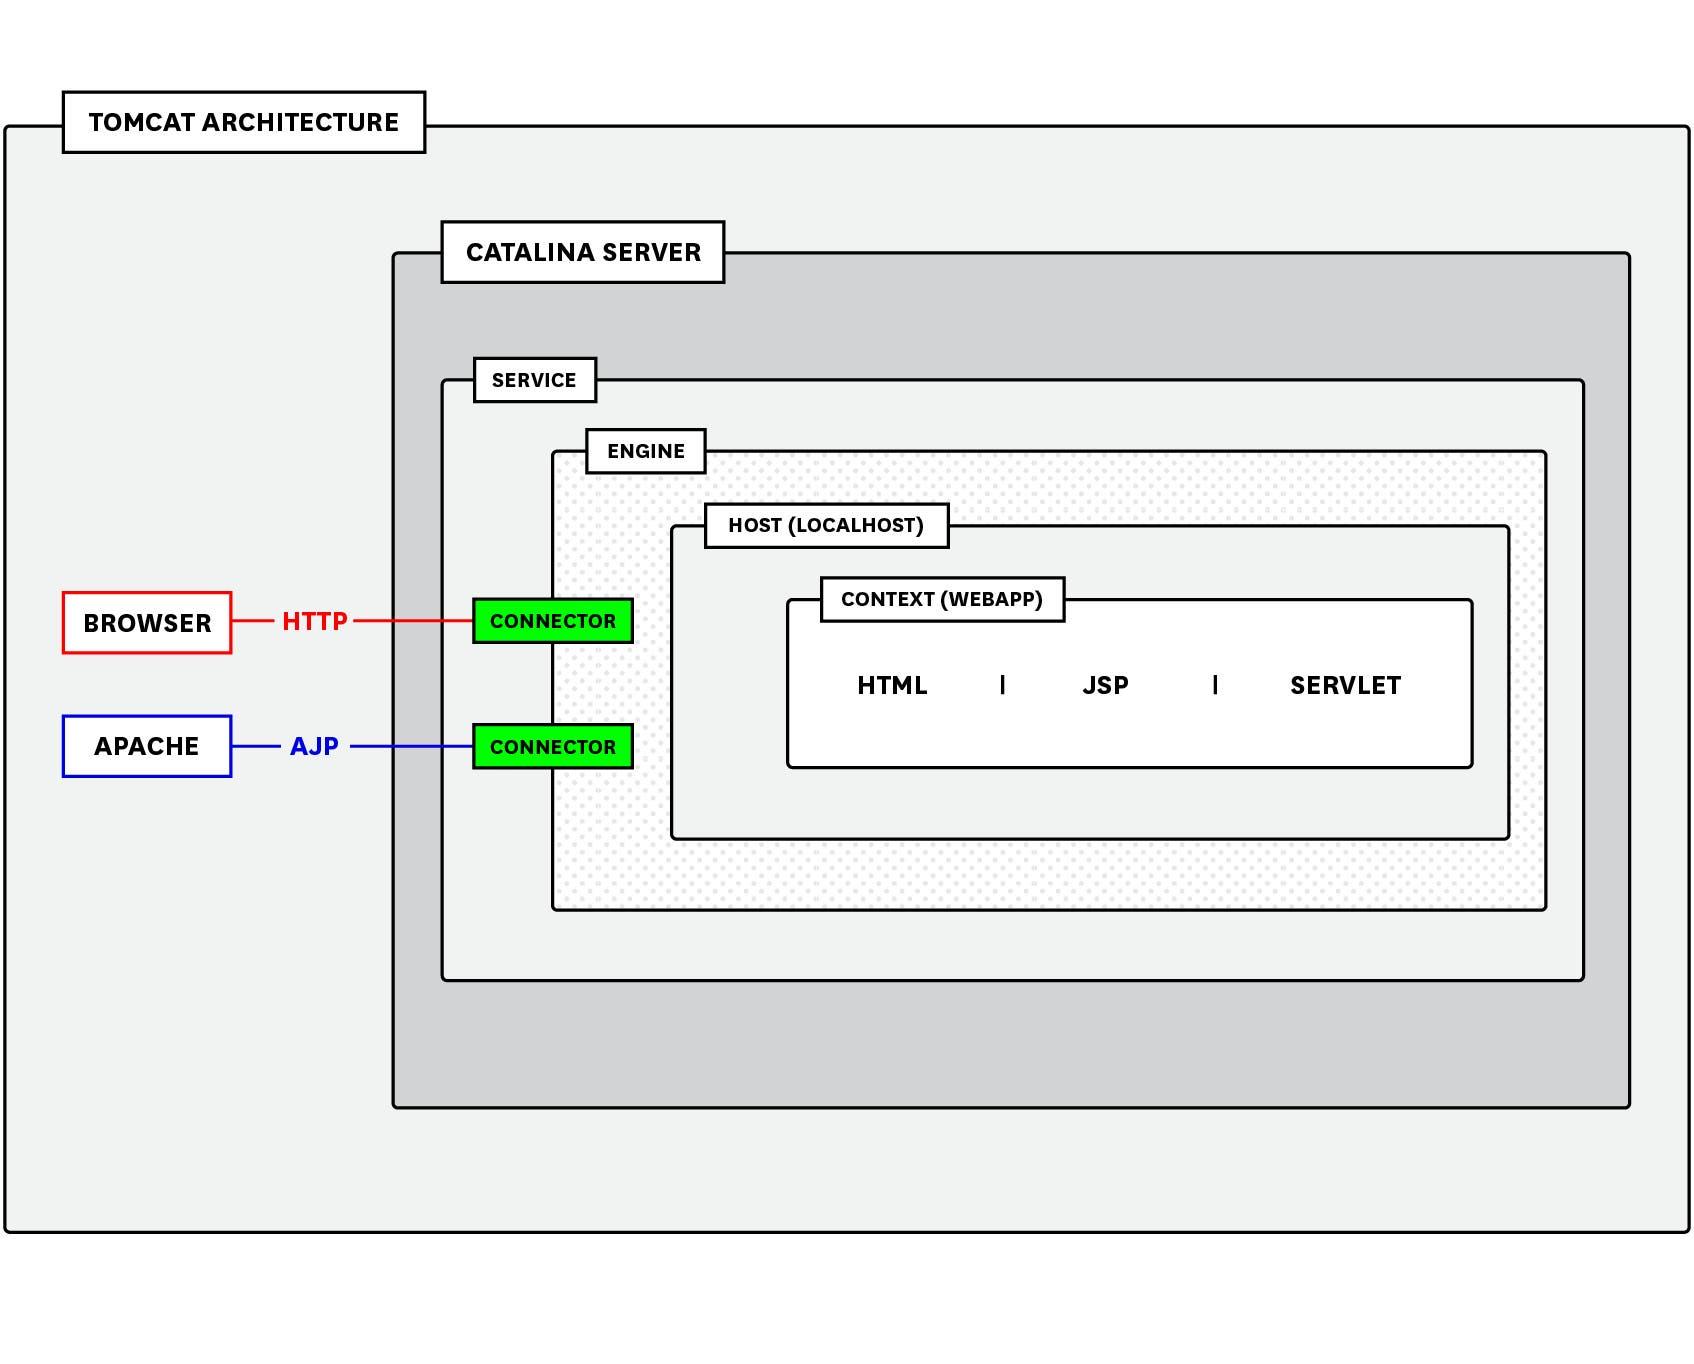 TOMCAT ARCHITECTURE
CATALINA SERVER
SERVICE
ENGINE
HOST (LOCALHOST)
CONTEXT (WEBAPP)
BROWSER HTTP CONNECTOR
HTML | JSP | SERVLET
APACHE AJP CONNECTOR